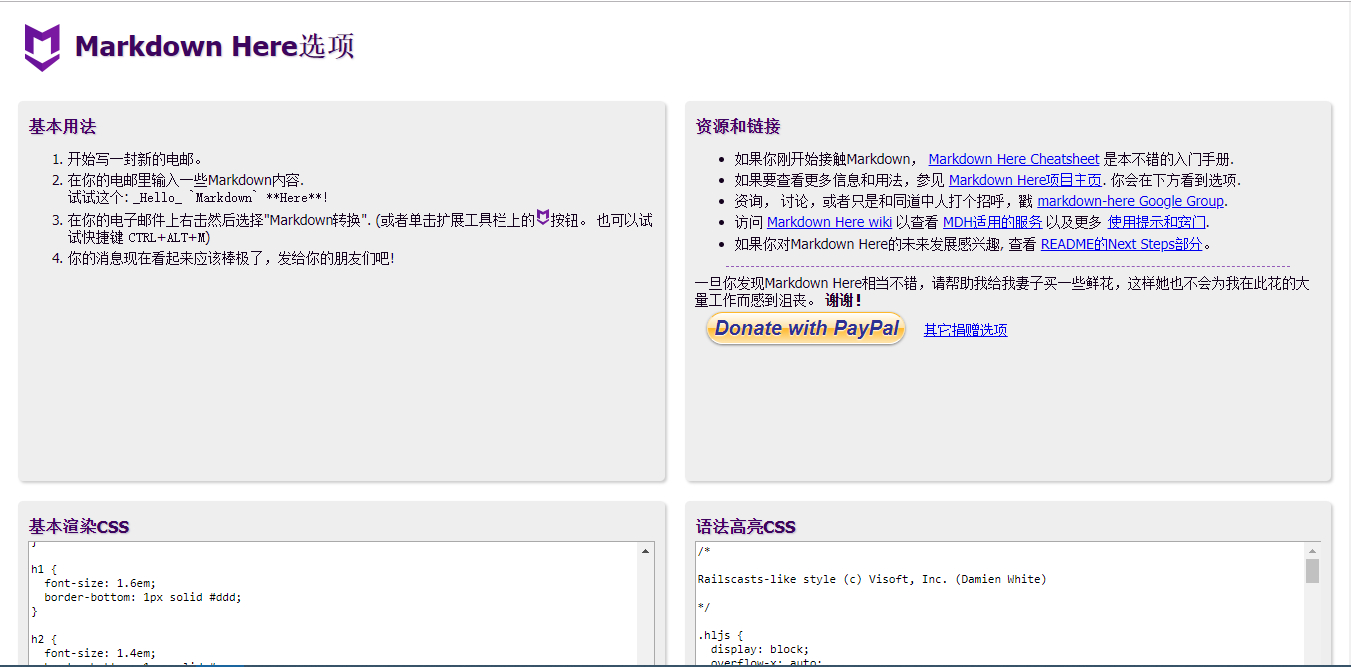 Markdown Here选项
基本用法
1. 开始写一封新的电邮。
2. 在你的电邮里输入一些Markdown内容.
试试这个: _Hello_ `Markdown` **Here**!
3. 在你的电子邮件上右击然后选择"Markdown转换". (或者单击扩展工具栏上的按钮。 也可以试
试快捷键 CTRL+ALT+M)
4. 你的消息现在看起来应该棒极了，发给你的朋友们吧!
资源和链接
• 如果你刚开始接触Markdown， Markdown Here Cheatsheet 是本不错的入门手册.
• 如果要查看更多信息和用法，参见 Markdown Here项目主页. 你会在下方看到选项.
• 资询， 讨论，或者只是和同道中人打个招呼，戳 markdown-here Google Group.
• 访问 Markdown Here wiki 以查看 MDH适用的服务 以及更多 使用提示和窍门.
• 如果你对Markdown Here的未来发展感兴趣, 查看 README的Next Steps部分。
一旦你发现Markdown Here相当不错，请帮助我给我妻子买一些鲜花，这样她也不会为我在此花的大
量工作而感到沮丧。 谢谢!
Donate with PayPal 其它捐赠选项
基本渲染CSS
}
h1 {
font-size: 1.6em;
border-bottom: 1px solid #ddd;
}
h2 {
font-size: 1.4em;
语法高亮CSS
/*
Railscasts-like style (c) Visoft, Inc. (Damien White)
*/
.hljs {
display: block;
overflow-x: auto;